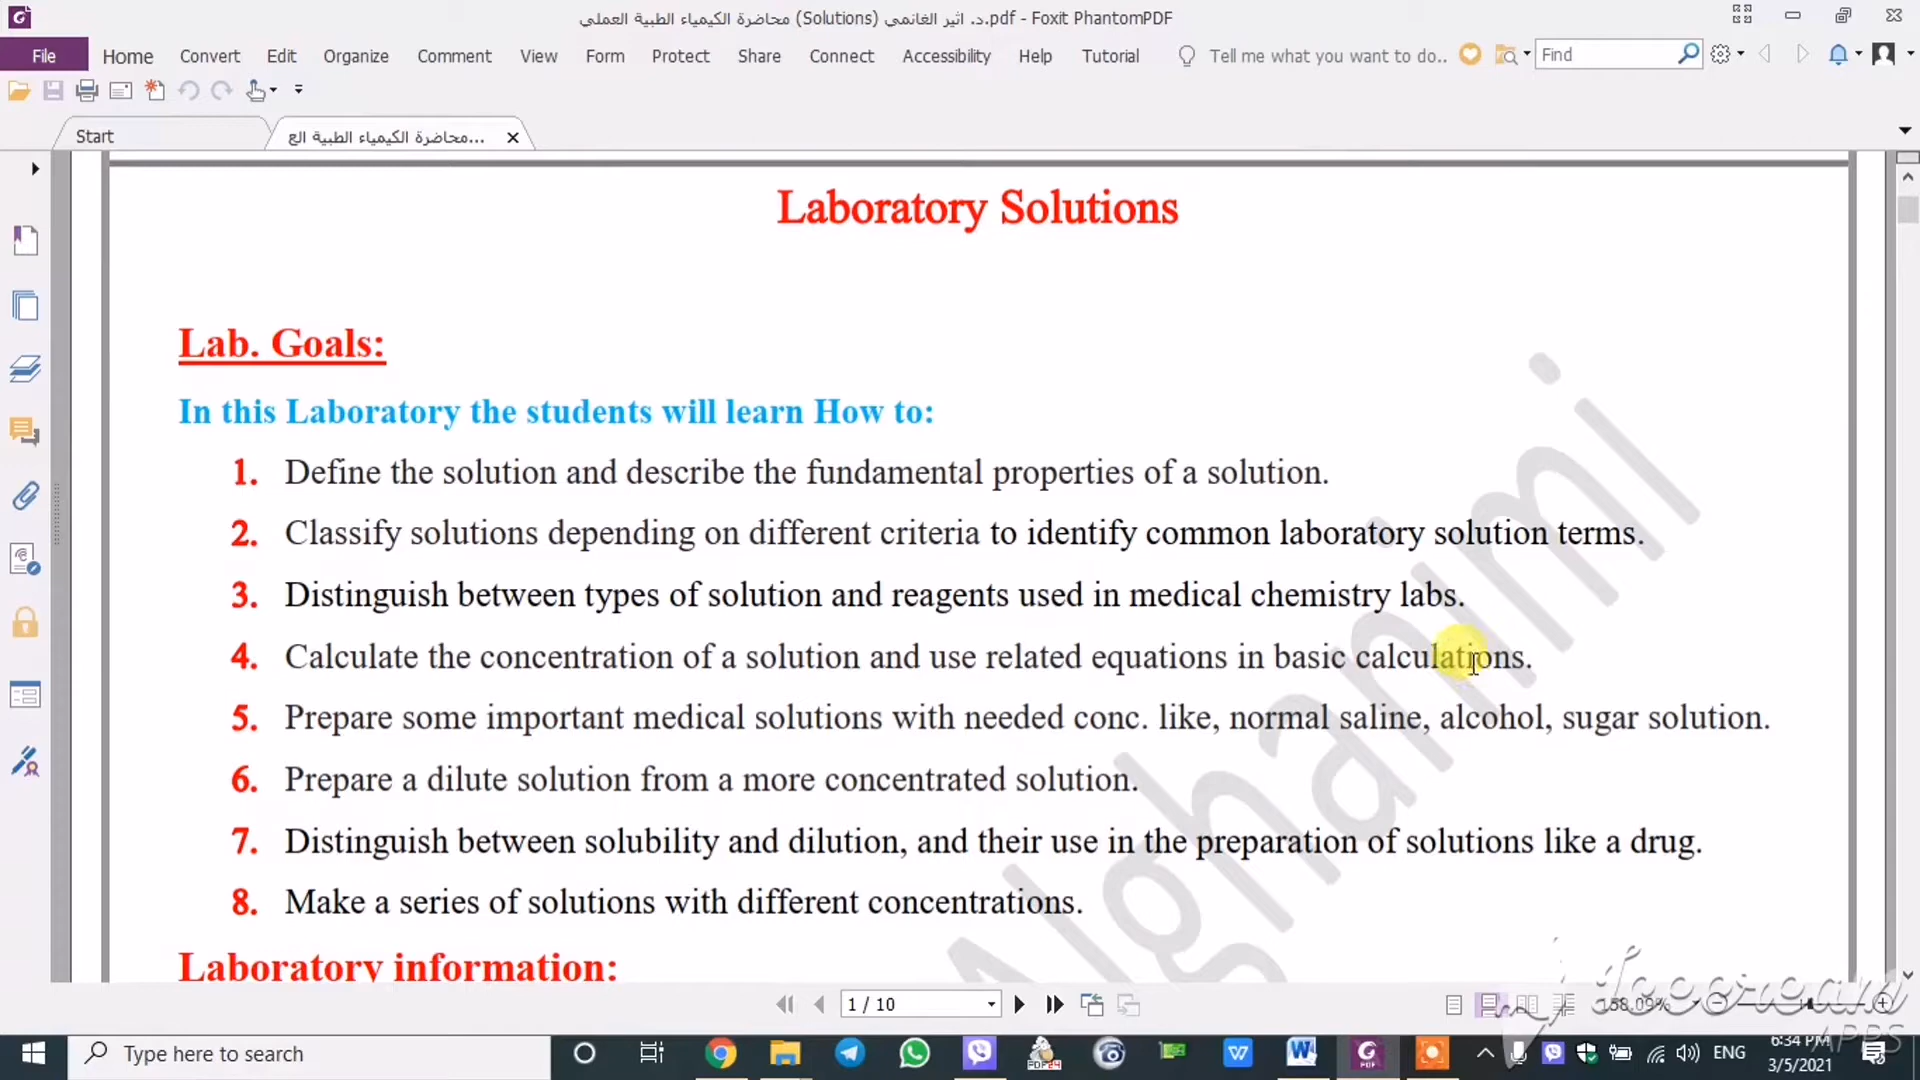 محاضرة الكيمياء الطبية العملي (Solutions) د. اثير الغانمي.pdf - Foxit PhantomPDF
File Home Convert Edit Organize Comment View Form Protect Share Connect Accessibility Help Tutorial Tell me what you want to do.. Find
Start محاضرة الكيمياء الطبية الع...
Laboratory Solutions
Lab. Goals:
In this Laboratory the students will learn How to:
1. Define the solution and describe the fundamental properties of a solution.
2. Classify solutions depending on different criteria to identify common laboratory solution terms.
3. Distinguish between types of solution and reagents used in medical chemistry labs.
4. Calculate the concentration of a solution and use related equations in basic calculations.
5. Prepare some important medical solutions with needed conc. like, normal saline, alcohol, sugar solution.
6. Prepare a dilute solution from a more concentrated solution.
7. Distinguish between solubility and dilution, and their use in the preparation of solutions like a drug.
8. Make a series of solutions with different concentrations.
Laboratory information:
Alghanimi
1 / 10
158.09%
APPS
Type here to search
PDF24
ENG
6:34 PM
3/5/2021